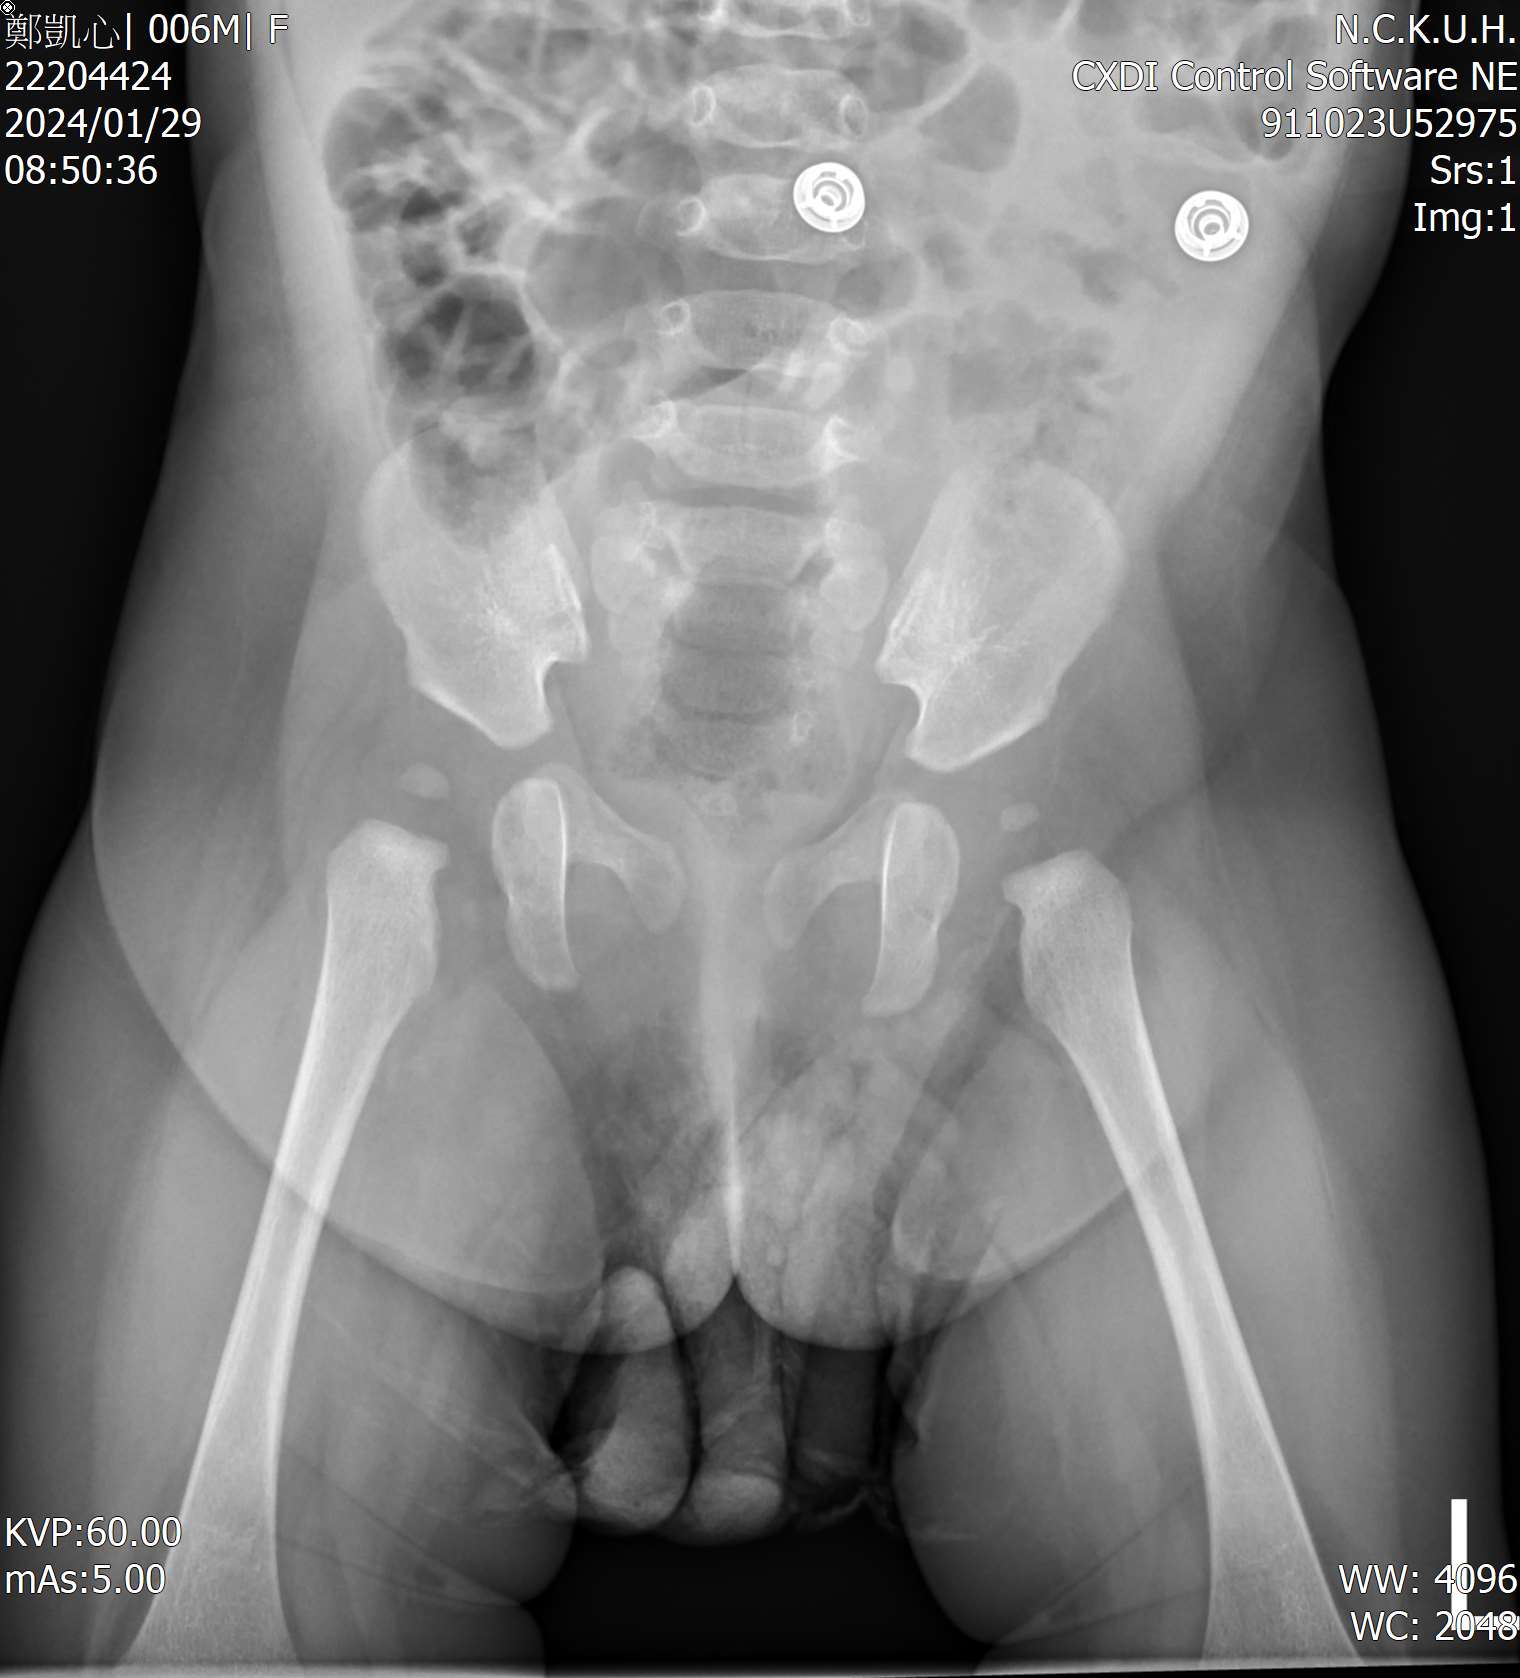 鄭凱心| 006M| F
22204424
2024/01/29
08:50:36
N.C.K.U.H.
CXDI Control Software NE
911023U52975
Srs:1
Img:1
KVP:60.00
mAs:5.00
L
WW: 4096
WC: 2048